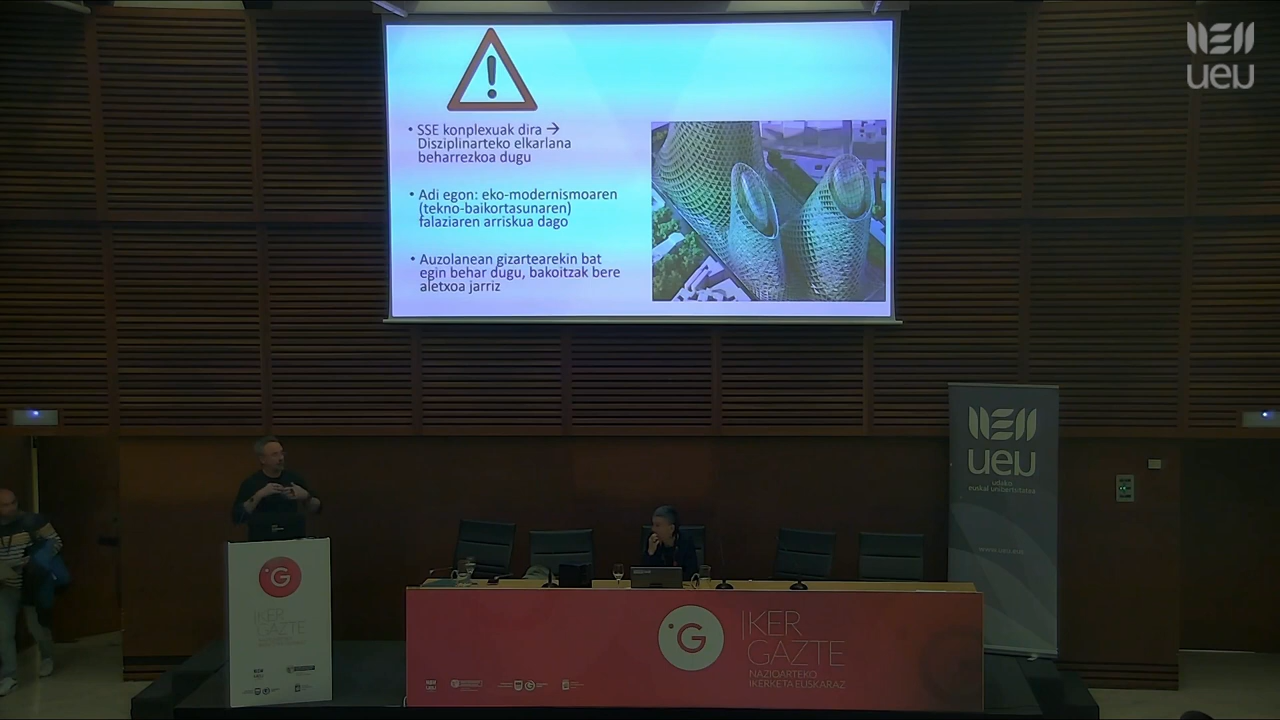 • SSE konplexuak dira →
Disziplinarteko elkarlana
beharrezkoa dugu
• Adi egon: eko-modernismoaren
(tekno-baikortasunaren)
falaziaren arriskua dago
• Auzolanean gizartearekin bat
egin behar dugu, bakoitzak bere
aletxoa jarriz
ueu
ueu
udako
euskal unibertsitatea
G
IKER
GAZTE
G
IKER
GAZTE
NAZIOARTEKO
IKERKETA EUSKARAZ